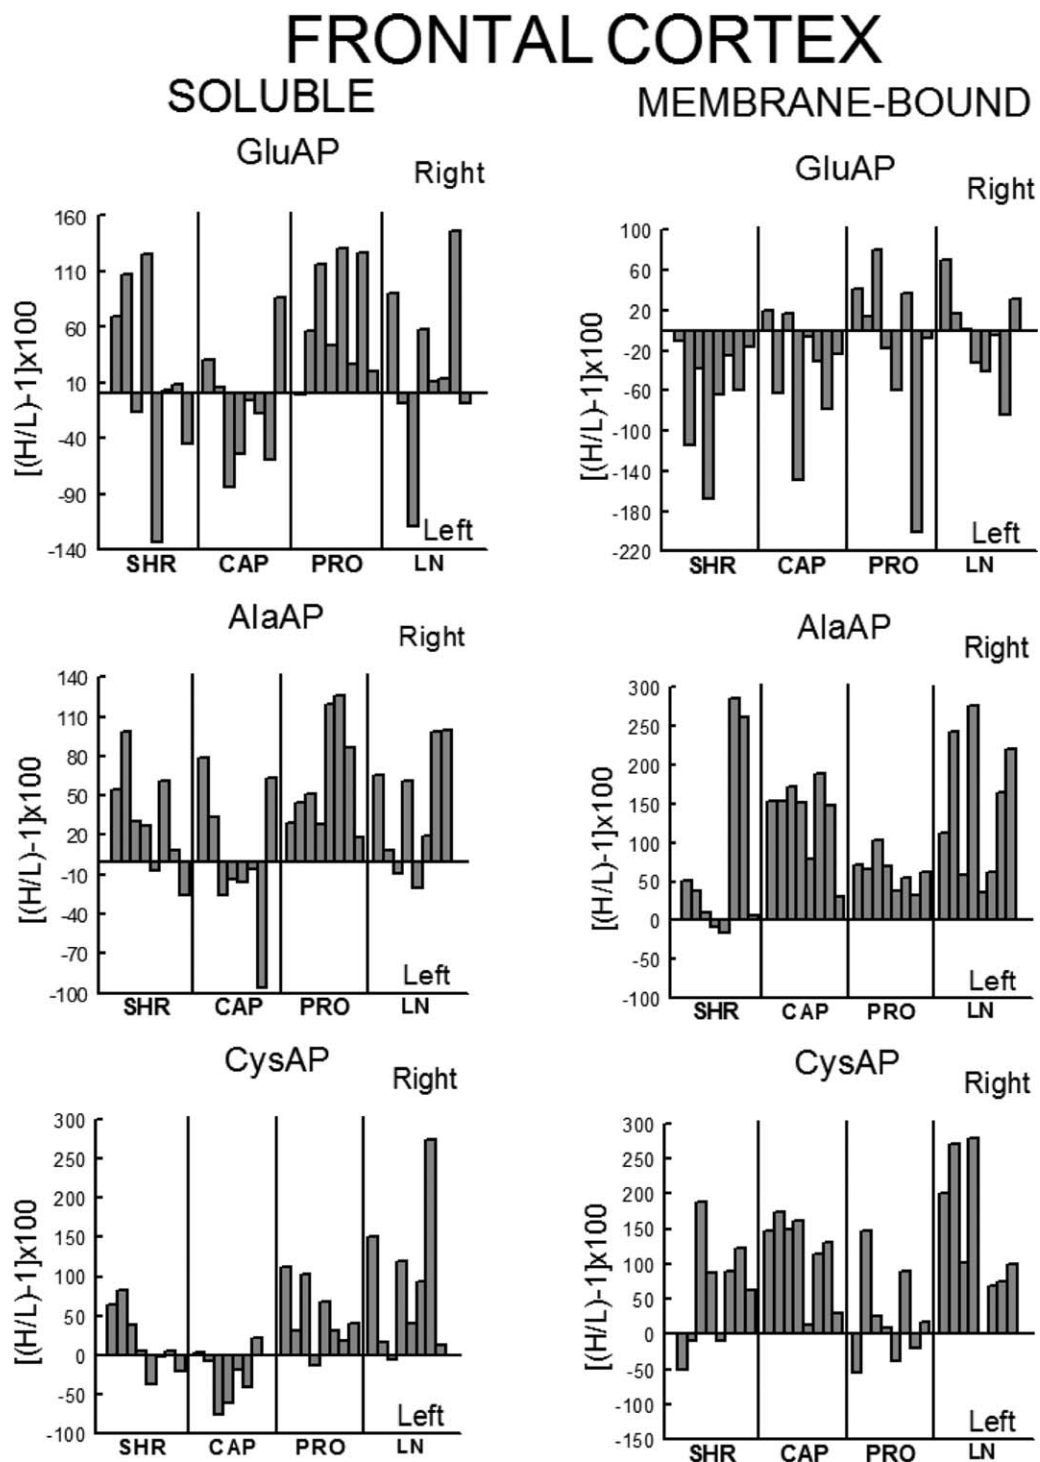 FRONTAL CORTEX
SOLUBLE
MEMBRANE-BOUND
GluAP
Right
[(H/L)-1]x100
160
110
60
10
-40
-90
-140
Left
SHR CAP PRO LN
GluAP
Right
[(H/L)-1]x100
100
60
20
-20
-60
-100
-140
-180
-220
Left
SHR CAP PRO LN
AlaAP
Right
[(H/L)-1]x100
140
110
80
50
20
-10
-40
-70
-100
Left
SHR CAP PRO LN
AlaAP
Right
[(H/L)-1]x100
300
250
200
150
100
50
0
-50
-100
Left
SHR CAP PRO LN
CysAP
Right
[(H/L)-1]x100
300
250
200
150
100
50
0
-50
-100
Left
SHR CAP PRO LN
CysAP
Right
[(H/L)-1]x100
300
250
200
150
100
50
0
-50
-100
-150
Left
SHR CAP PRO LN